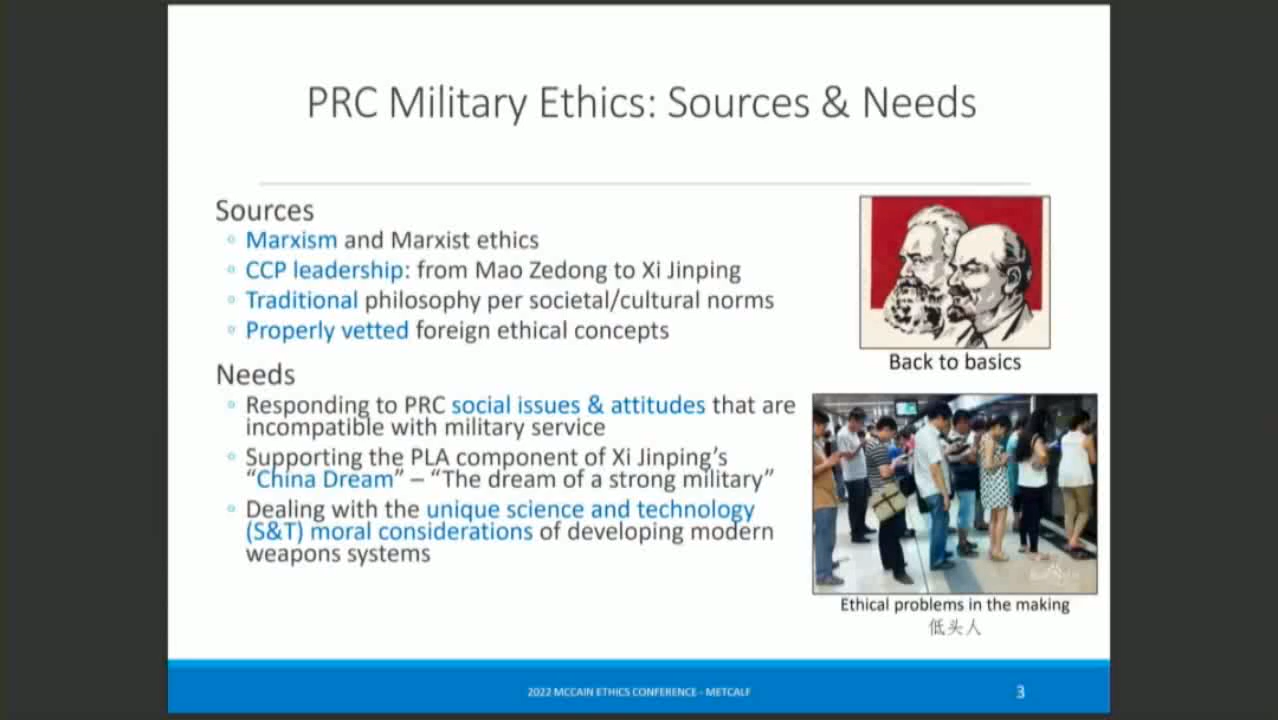 PRC Military Ethics: Sources & Needs
Sources
Marxism and Marxist ethics
CCP leadership: from Mao Zedong to Xi Jinping
Traditional philosophy per societal/cultural norms
Properly vetted foreign ethical concepts
Back to basics
Needs
Responding to PRC social issues & attitudes that are
incompatible with military service
Supporting the PLA component of Xi Jinping's
“China Dream” – “The dream of a strong military”
Dealing with the unique science and technology
(S&T) moral considerations of developing modern
weapons systems
Ethical problems in the making
低头人
2022 MCCAIN ETHICS CONFERENCE - METCALF
3